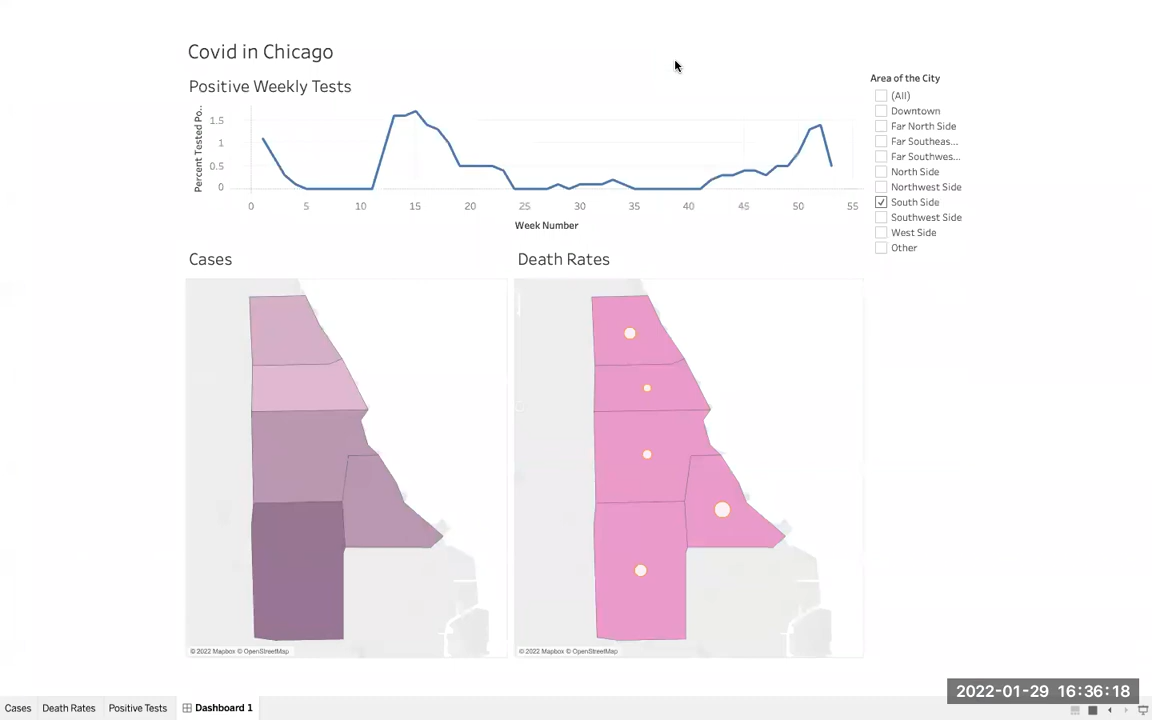 Covid in Chicago
Positive Weekly Tests
Percent Tested Po..
1.5
1
0.5
0
0 5 10 15 20 25 30 35 40 45 50 55
Week Number
Area of the City
(All)
Downtown
Far North Side
Far Southeas...
Far Southwes...
North Side
Northwest Side
South Side
Southwest Side
West Side
Other
Cases
Death Rates
© 2022 Mapbox © OpenStreetMap
© 2022 Mapbox © OpenStreetMap
2022-01-29 16:36:18
Cases Death Rates Positive Tests Dashboard 1